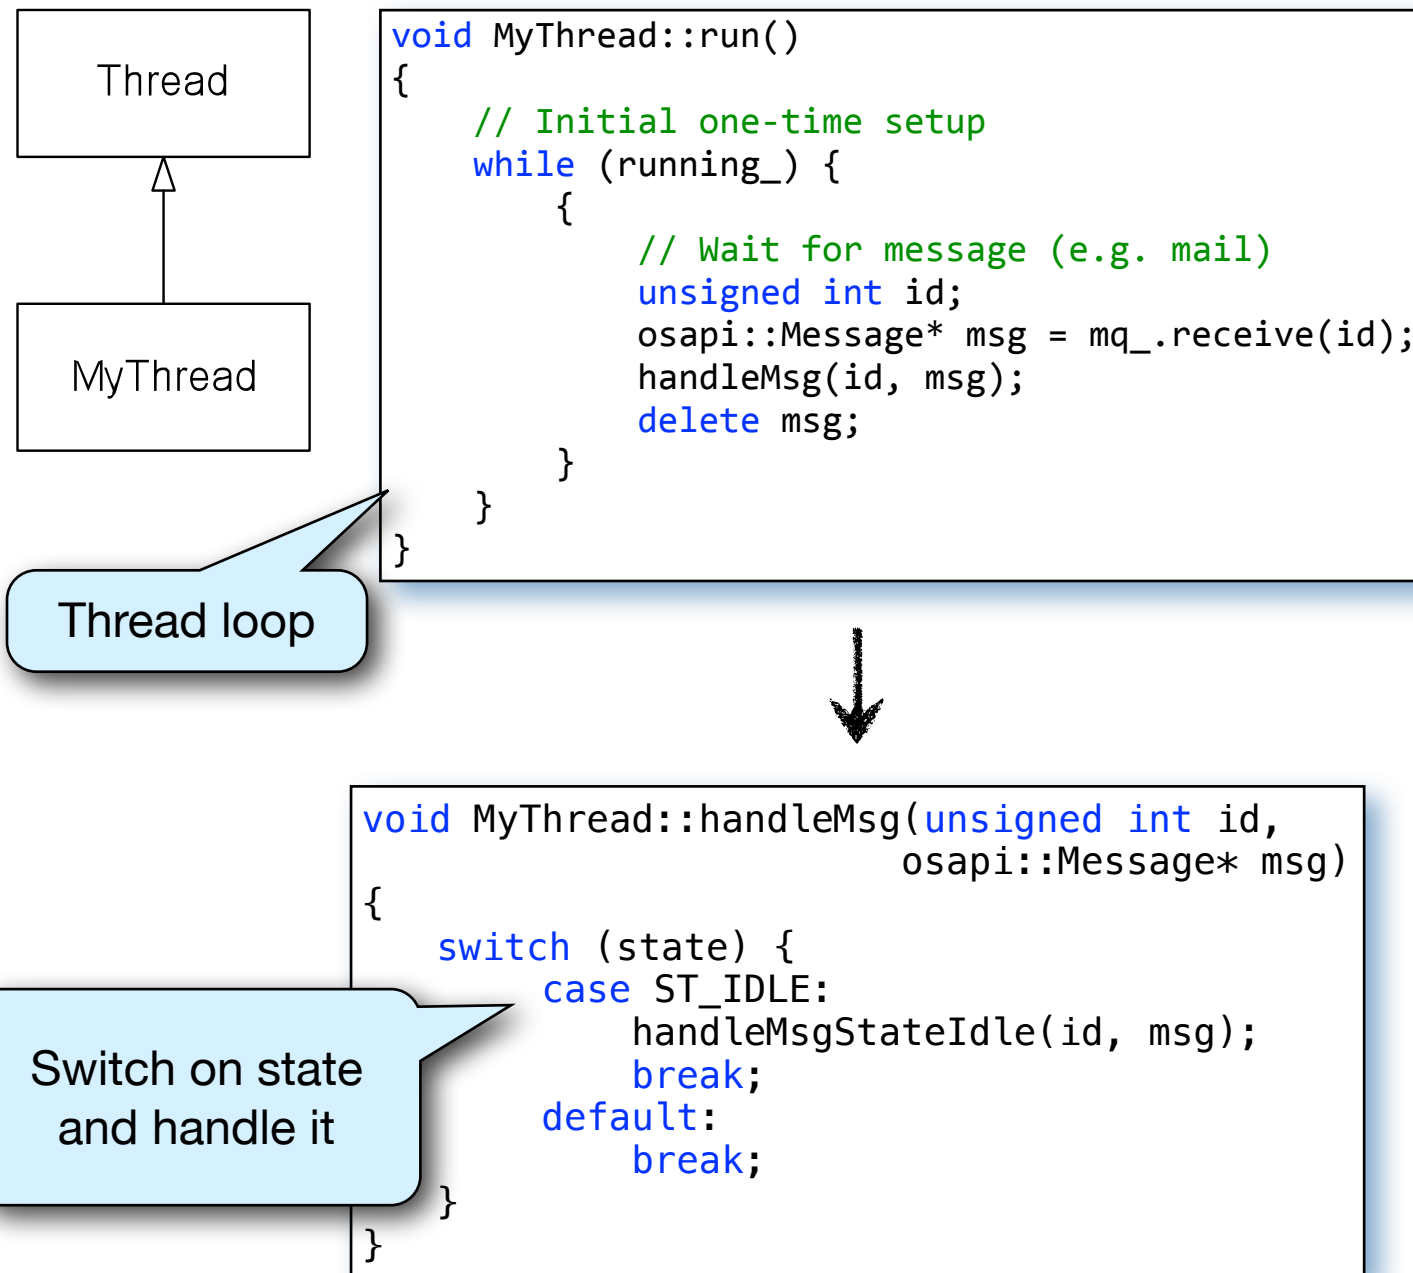 Thread
MyThread
void MyThread::run()
{
    // Initial one-time setup
    while (running_) {
        {
            // Wait for message (e.g. mail)
            unsigned int id;
            osapi::Message* msg = mq_.receive(id);
            handleMsg(id, msg);
            delete msg;
        }
    }
}
Thread loop
void MyThread::handleMsg(unsigned int id,
                         osapi::Message* msg)
{
   switch (state) {
       case ST_IDLE:
           handleMsgStateIdle(id, msg);
           break;
       default:
           break;
   }
}
Switch on state
and handle it